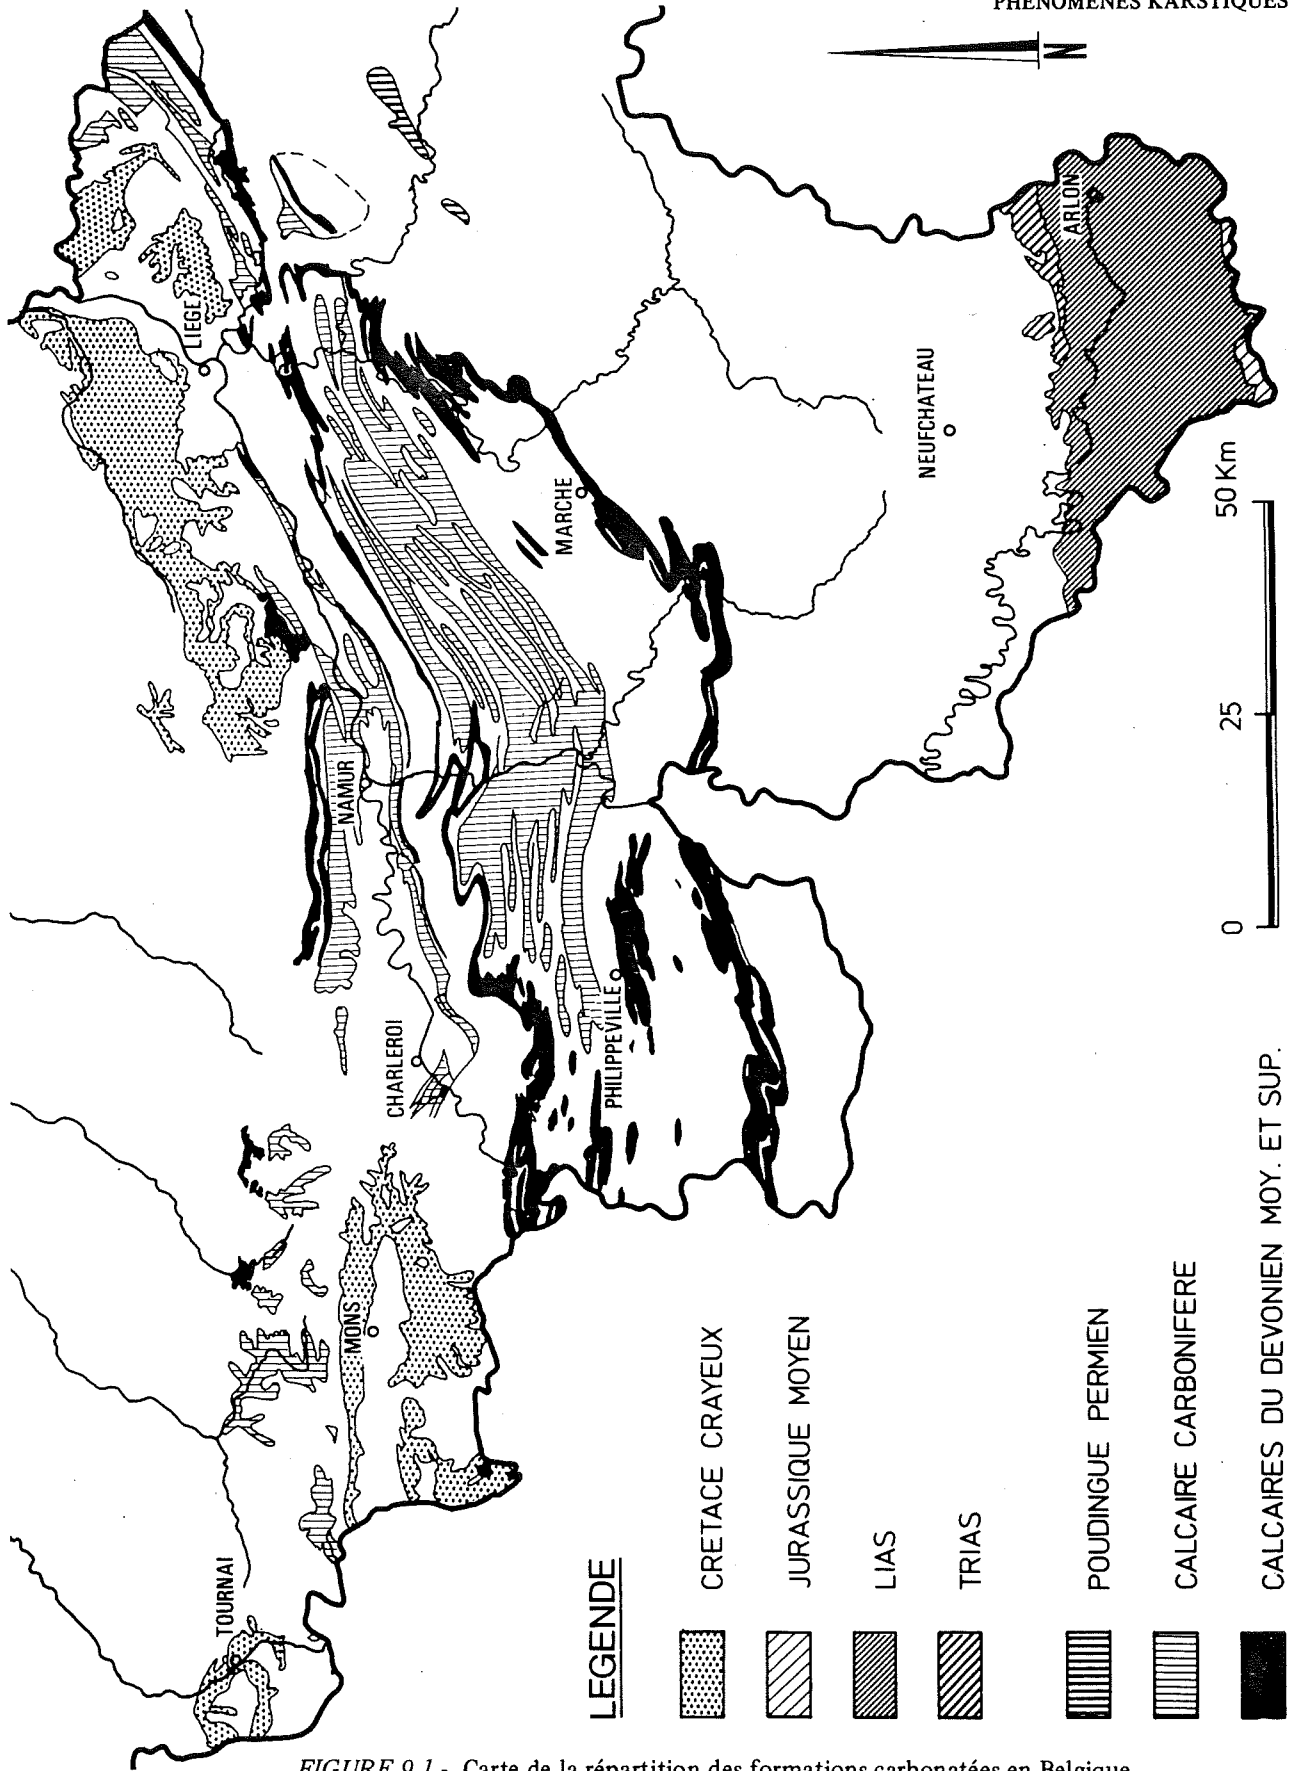 PHENOMENES KARSTIQUES
N
LIEGE
NAMUR
CHARLEROI
MONS
TOURNAI
MARCHE
PHILIPPEVILLE
NEUFCHATEAU
ARLON
0 25 50 Km
LEGENDE
CRETACE CRAYEUX
JURASSIQUE MOYEN
LIAS
TRIAS
POUDINGUE PERMIEN
CALCAIRE CARBONIFERE
CALCAIRES DU DEVONIEN MOY. ET SUP.
FIGURE 9.1.- Carte de la répartition des formations carbonatées en Belgique